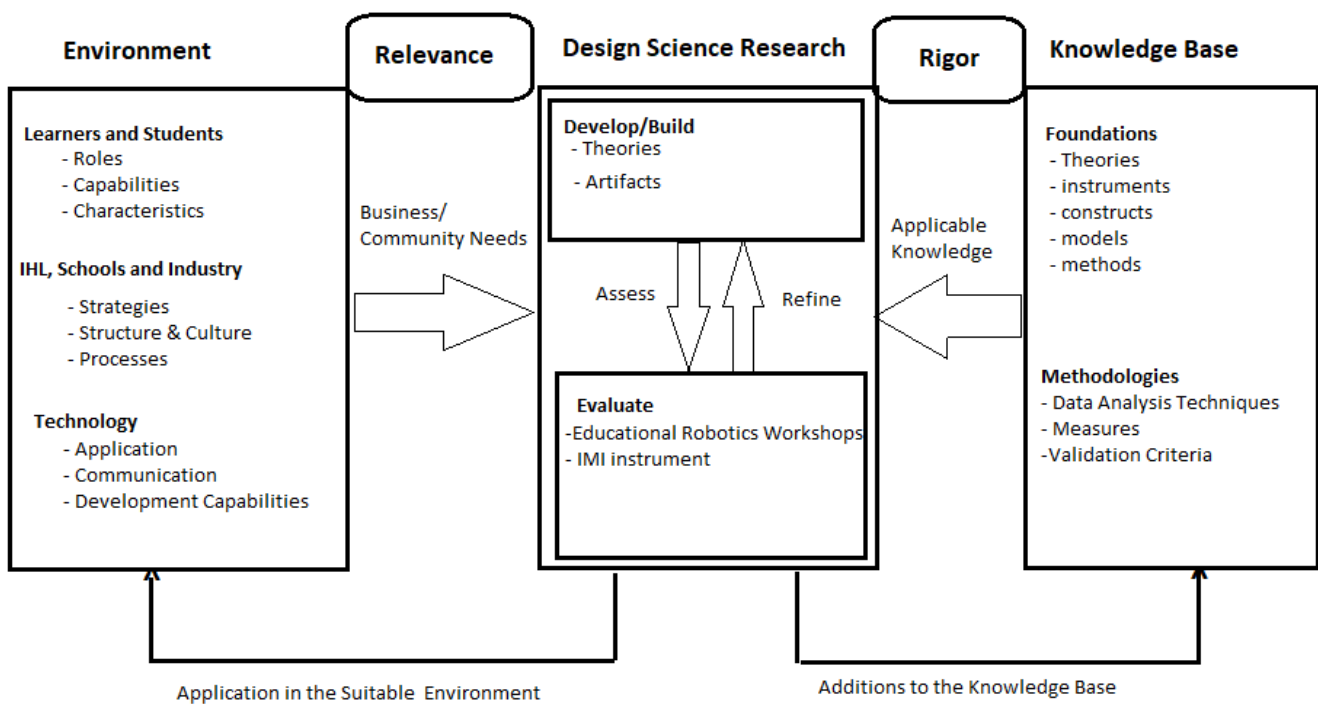 Environment
Relevance
Design Science Research
Rigor
Knowledge Base
Learners and Students
- Roles
- Capabilities
- Characteristics
IHL, Schools and Industry
- Strategies
- Structure & Culture
- Processes
Technology
- Application
- Communication
- Development Capabilities
Business/
Community Needs
Develop/Build
- Theories
- Artifacts
Assess
Refine
Evaluate
-Educational Robotics Workshops
- IMI instrument
Applicable
Knowledge
Foundations
- Theories
- instruments
- constructs
- models
- methods
Methodologies
- Data Analysis Techniques
- Measures
-Validation Criteria
Application in the Suitable Environment
Additions to the Knowledge Base